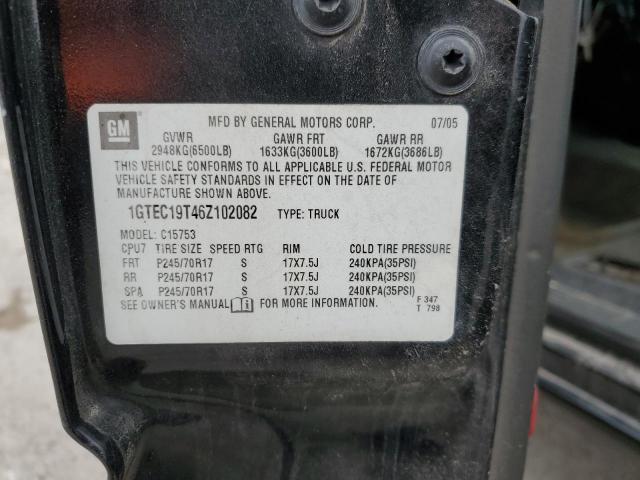 GM
MFD BY GENERAL MOTORS CORP. 07/05
GVWR GAWR FRT GAWR RR
2948KG(6500LB) 1633KG(3600LB) 1672KG(3686LB)
THIS VEHICLE CONFORMS TO ALL APPLICABLE U.S. FEDERAL MOTOR
VEHICLE SAFETY STANDARDS IN EFFECT ON THE DATE OF
MANUFACTURE SHOWN ABOVE.
1GTEC19T46Z102082 TYPE: TRUCK
MODEL: C15753
CPU7 TIRE SIZE SPEED RTG RIM COLD TIRE PRESSURE
FRT P245/70R17 S 17X7.5J 240KPA(35PSI)
RR P245/70R17 S 17X7.5J 240KPA(35PSI)
SPA P245/70R17 S 17X7.5J 240KPA(35PSI)
SEE OWNER'S MANUAL FOR MORE INFORMATION.
F 347
T 798